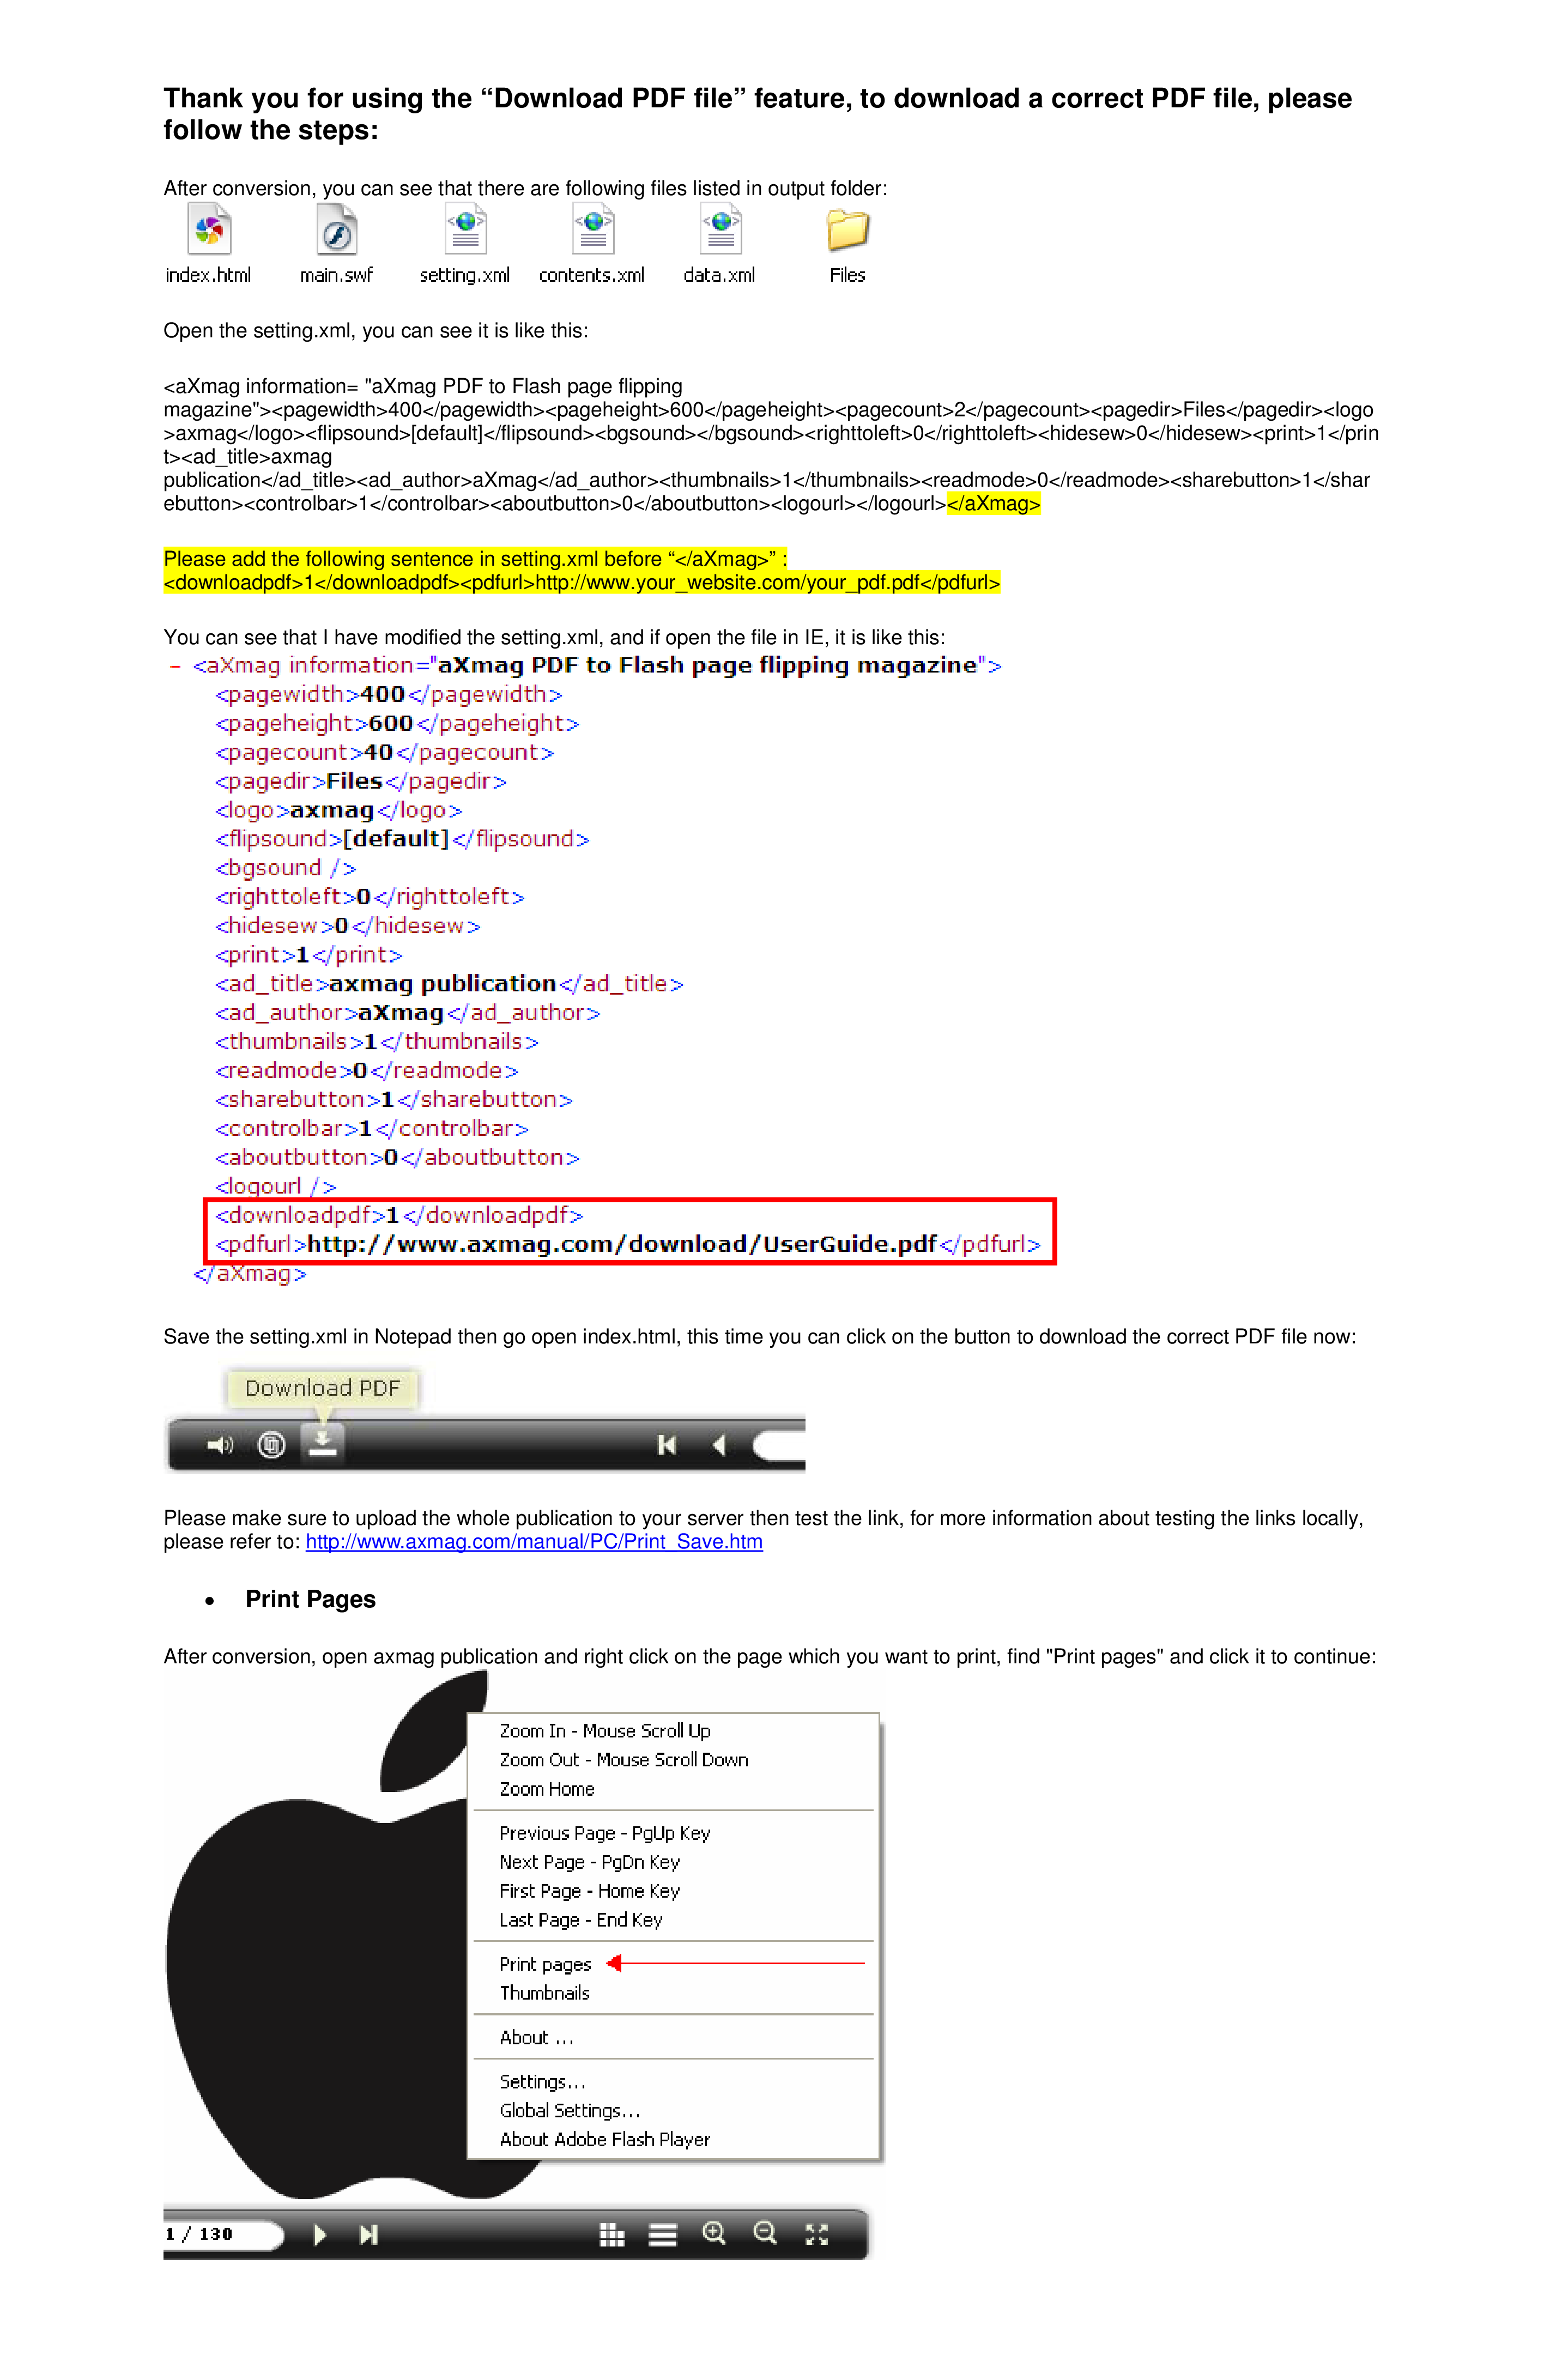 Thank you for using the “Download PDF file” feature, to download a correct PDF file, please
follow the steps:
After conversion, you can see that there are following files listed in output folder:
index.html main.swf setting.xml contents.xml data.xml Files
Open the setting.xml, you can see it is like this:
<aXmag information= "aXmag PDF to Flash page flipping
magazine"><pagewidth>400</pagewidth><pageheight>600</pageheight><pagecount>2</pagecount><pagedir>Files</pagedir><logo
>axmag</logo><flipsound>[default]</flipsound><bgsound></bgsound><righttoleft>0</righttoleft><hidesew>0</hidesew><print>1</prin
t><ad_title>axmag
publication</ad_title><ad_author>aXmag</ad_author><thumbnails>1</thumbnails><readmode>0</readmode><sharebutton>1</shar
ebutton><controlbar>1</controlbar><aboutbutton>0</aboutbutton><logourl></logourl></aXmag>
Please add the following sentence in setting.xml before “</aXmag>” :
<downloadpdf>1</downloadpdf><pdfurl>http://www.your_website.com/your_pdf.pdf</pdfurl>
You can see that I have modified the setting.xml, and if open the file in IE, it is like this:
– <aXmag information="aXmag PDF to Flash page flipping magazine">
<pagewidth>400</pagewidth>
<pageheight>600</pageheight>
<pagecount>40</pagecount>
<pagedir>Files</pagedir>
<logo>axmag</logo>
<flipsound>[default]</flipsound>
<bgsound />
<righttoleft>0</righttoleft>
<hidesew>0</hidesew>
<print>1</print>
<ad_title>axmag publication</ad_title>
<ad_author>aXmag</ad_author>
<thumbnails>1</thumbnails>
<readmode>0</readmode>
<sharebutton>1</sharebutton>
<controlbar>1</controlbar>
<aboutbutton>0</aboutbutton>
<logourl />
<downloadpdf>1</downloadpdf>
<pdfurl>http://www.axmag.com/download/UserGuide.pdf</pdfurl>
</aXmag>
Save the setting.xml in Notepad then go open index.html, this time you can click on the button to download the correct PDF file now:
Download PDF
Please make sure to upload the whole publication to your server then test the link, for more information about testing the links locally,
please refer to: http://www.axmag.com/manual/PC/Print_Save.htm
• Print Pages
After conversion, open axmag publication and right click on the page which you want to print, find "Print pages" and click it to continue:
Zoom In - Mouse Scroll Up
Zoom Out - Mouse Scroll Down
Zoom Home
Previous Page - PgUp Key
Next Page - PgDn Key
First Page - Home Key
Last Page - End Key
Print pages
Thumbnails
About ...
Settings...
Global Settings...
About Adobe Flash Player
1 / 130